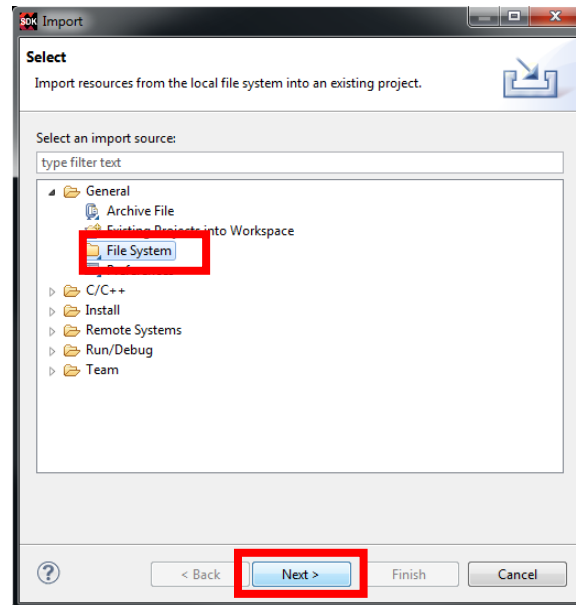 SDK Import
Select
Import resources from the local file system into an existing project.
Select an import source:
type filter text
General
Archive File
Existing Projects into Workspace
File System
Preferences
C/C++
Install
Remote Systems
Run/Debug
Team
?
< Back
Next >
Finish
Cancel